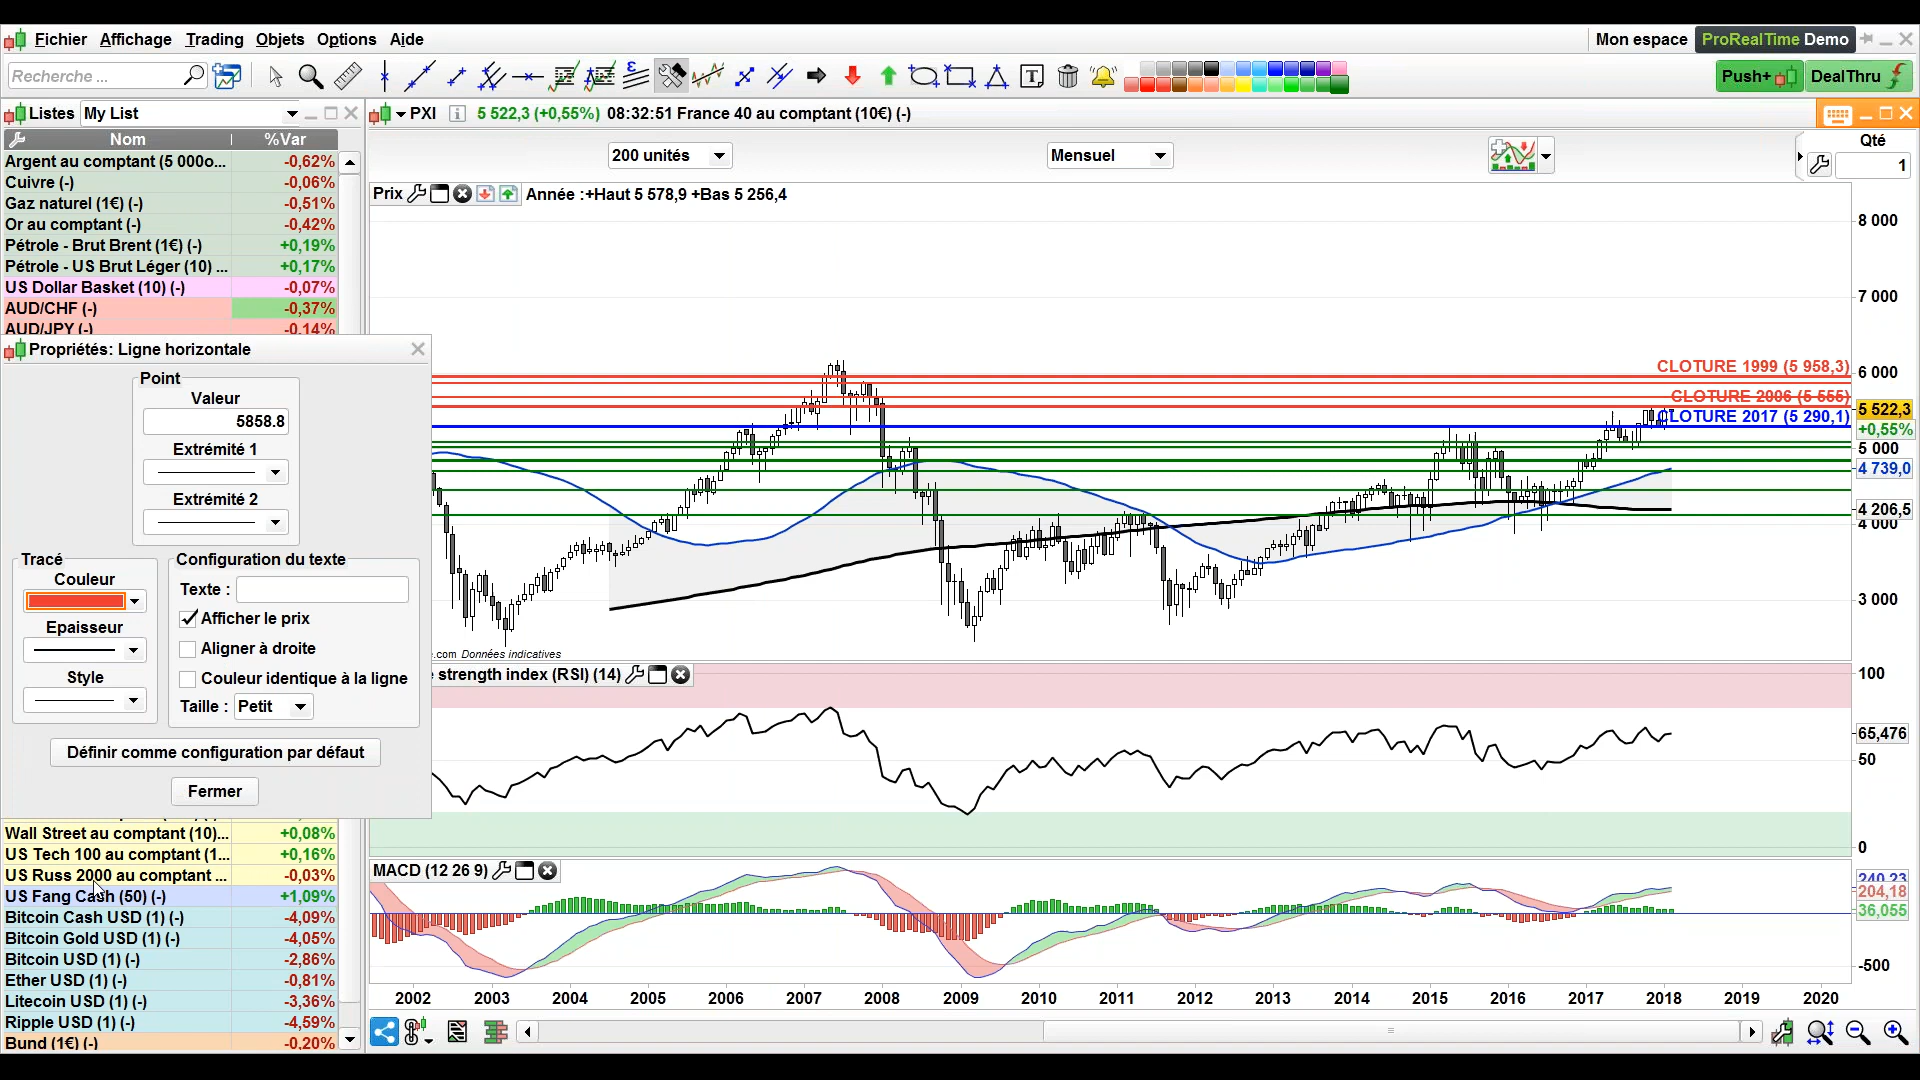 Fichier Affichage Trading Objets Options Aide
Mon espace ProRealTime Demo
Recherche ...
Push+ DealThru
Listes My List
PXI 5 522,3 (+0,55%) 08:32:51 France 40 au comptant (10€) (-)
Nom %Var
200 unités
Mensuel
Qté
1
Argent au comptant (5 000o... -0,62%
Cuivre (-) -0,06%
Gaz naturel (1€) (-) -0,51%
Or au comptant (-) -0,42%
Pétrole - Brut Brent (1€) (-) +0,19%
Pétrole - US Brut Léger (10) ... +0,17%
US Dollar Basket (10) (-) -0,07%
AUD/CHF (-) -0,37%
AUD/JPY (-) -0,14%
Propriétés: Ligne horizontale
Point
Valeur
5858.8
Extrémité 1
Extrémité 2
Tracé
Couleur
Epaisseur
Style
Configuration du texte
Texte :
Afficher le prix
Aligner à droite
Couleur identique à la ligne
Taille : Petit
Définir comme configuration par défaut
Fermer
Wall Street au comptant (10)... +0,08%
US Tech 100 au comptant (1... +0,16%
US Russ 2000 au comptant ... -0,03%
US Fang Cash (50) (-) +1,09%
Bitcoin Cash USD (1) (-) -4,09%
Bitcoin Gold USD (1) (-) -4,05%
Bitcoin USD (1) (-) -2,86%
Ether USD (1) (-) -0,81%
Litecoin USD (1) (-) -3,36%
Ripple USD (1) (-) -4,59%
Bund (1€) (-) -0,20%
Prix Année :+Haut 5 578,9 +Bas 5 256,4
8 000
7 000
CLOTURE 1999 (5 958,3)
6 000
CLOTURE 2006 (5 555)
5 522,3
CLOTURE 2017 (5 290,1)
+0,55%
5 000
4 739,0
4 206,5
4 000
3 000
.com Données indicatives
strength index (RSI) (14)
100
65,476
50
0
MACD (12 26 9)
240,23
204,18
36,055
-500
2002 2003 2004 2005 2006 2007 2008 2009 2010 2011 2012 2013 2014 2015 2016 2017 2018 2019 2020